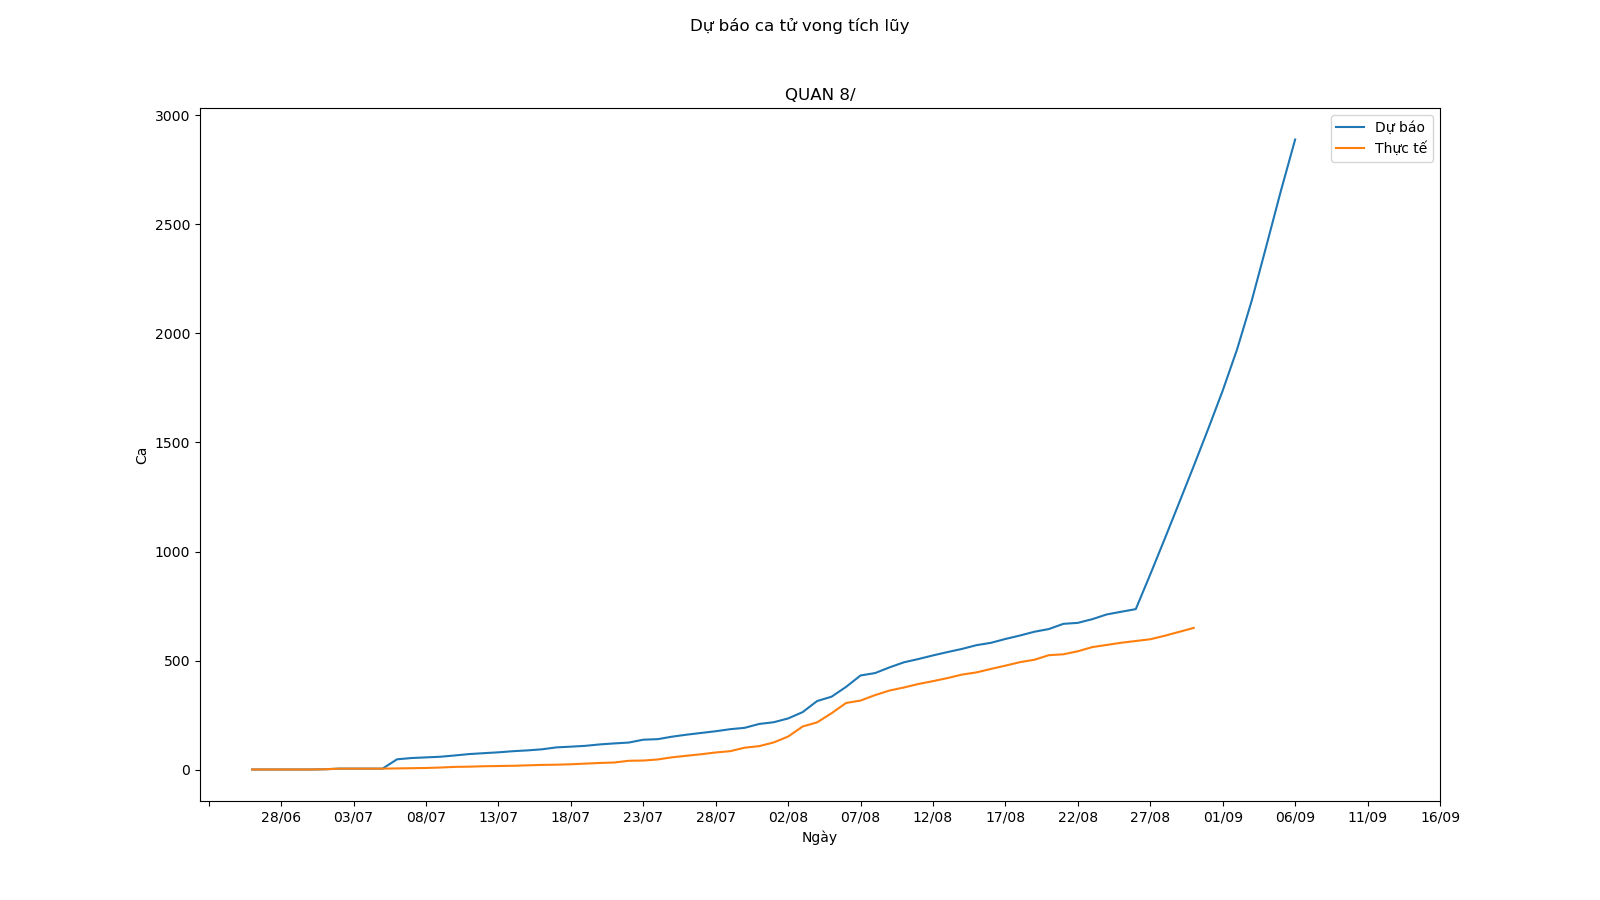 Dự báo ca tử vong tích lũy
QUAN 8/
3000
2500
2000
1500
1000
500
0
Ca
Dự báo
Thực tế
28/06 03/07 08/07 13/07 18/07 23/07 28/07 02/08 07/08 12/08 17/08 22/08 27/08 01/09 06/09 11/09 16/09
Ngày